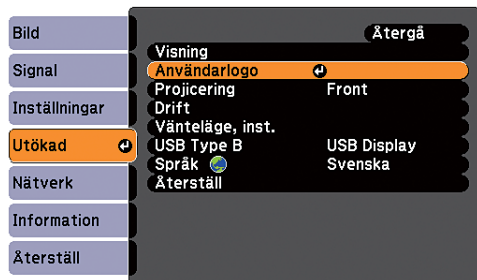 Bild
Signal
Inställningar
Utökad
Nätverk
Information
Återställ
Återgå
Visning
Användarlogo
Projicering Front
Drift
Vänteläge, inst.
USB Type B USB Display
Språk Svenska
Återställ